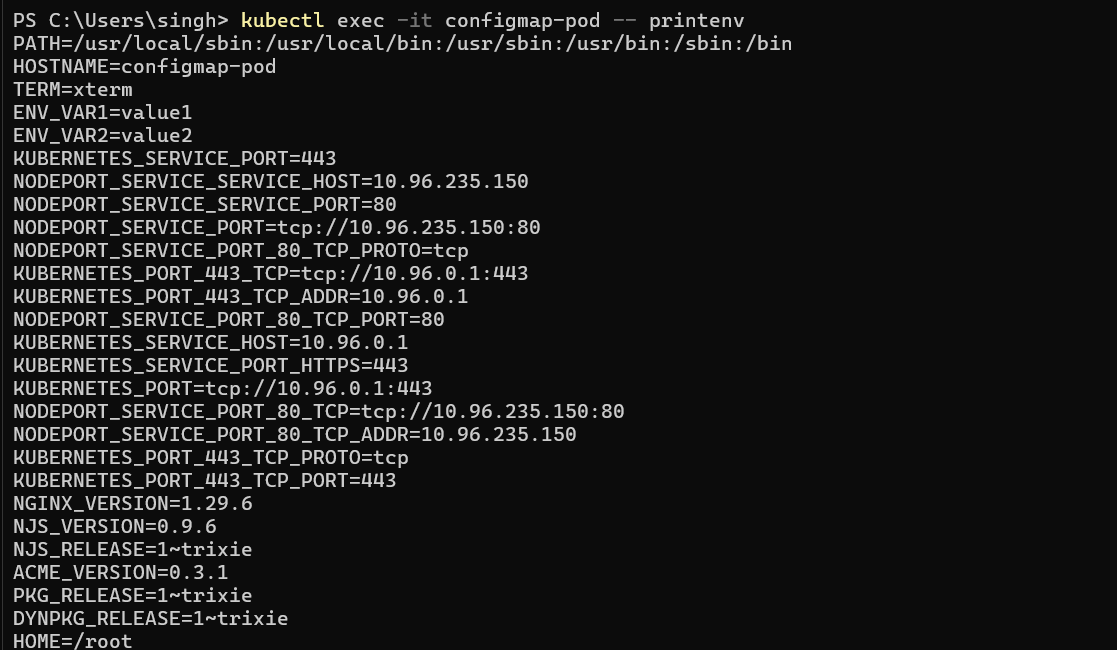 PS C:\Users\singh> kubectl exec -it configmap-pod -- printenv
PATH=/usr/local/sbin:/usr/local/bin:/usr/sbin:/usr/bin:/sbin:/bin
HOSTNAME=configmap-pod
TERM=xterm
ENV_VAR1=value1
ENV_VAR2=value2
KUBERNETES_SERVICE_PORT=443
NODEPORT_SERVICE_SERVICE_HOST=10.96.235.150
NODEPORT_SERVICE_SERVICE_PORT=80
NODEPORT_SERVICE_PORT=tcp://10.96.235.150:80
NODEPORT_SERVICE_PORT_80_TCP_PROTO=tcp
KUBERNETES_PORT_443_TCP=tcp://10.96.0.1:443
KUBERNETES_PORT_443_TCP_ADDR=10.96.0.1
NODEPORT_SERVICE_PORT_80_TCP_PORT=80
KUBERNETES_SERVICE_HOST=10.96.0.1
KUBERNETES_SERVICE_PORT_HTTPS=443
KUBERNETES_PORT=tcp://10.96.0.1:443
NODEPORT_SERVICE_PORT_80_TCP=tcp://10.96.235.150:80
NODEPORT_SERVICE_PORT_80_TCP_ADDR=10.96.235.150
KUBERNETES_PORT_443_TCP_PROTO=tcp
KUBERNETES_PORT_443_TCP_PORT=443
NGINX_VERSION=1.29.6
NJS_VERSION=0.9.6
NJS_RELEASE=1~trixie
ACME_VERSION=0.3.1
PKG_RELEASE=1~trixie
DYNPKG_RELEASE=1~trixie
HOME=/root